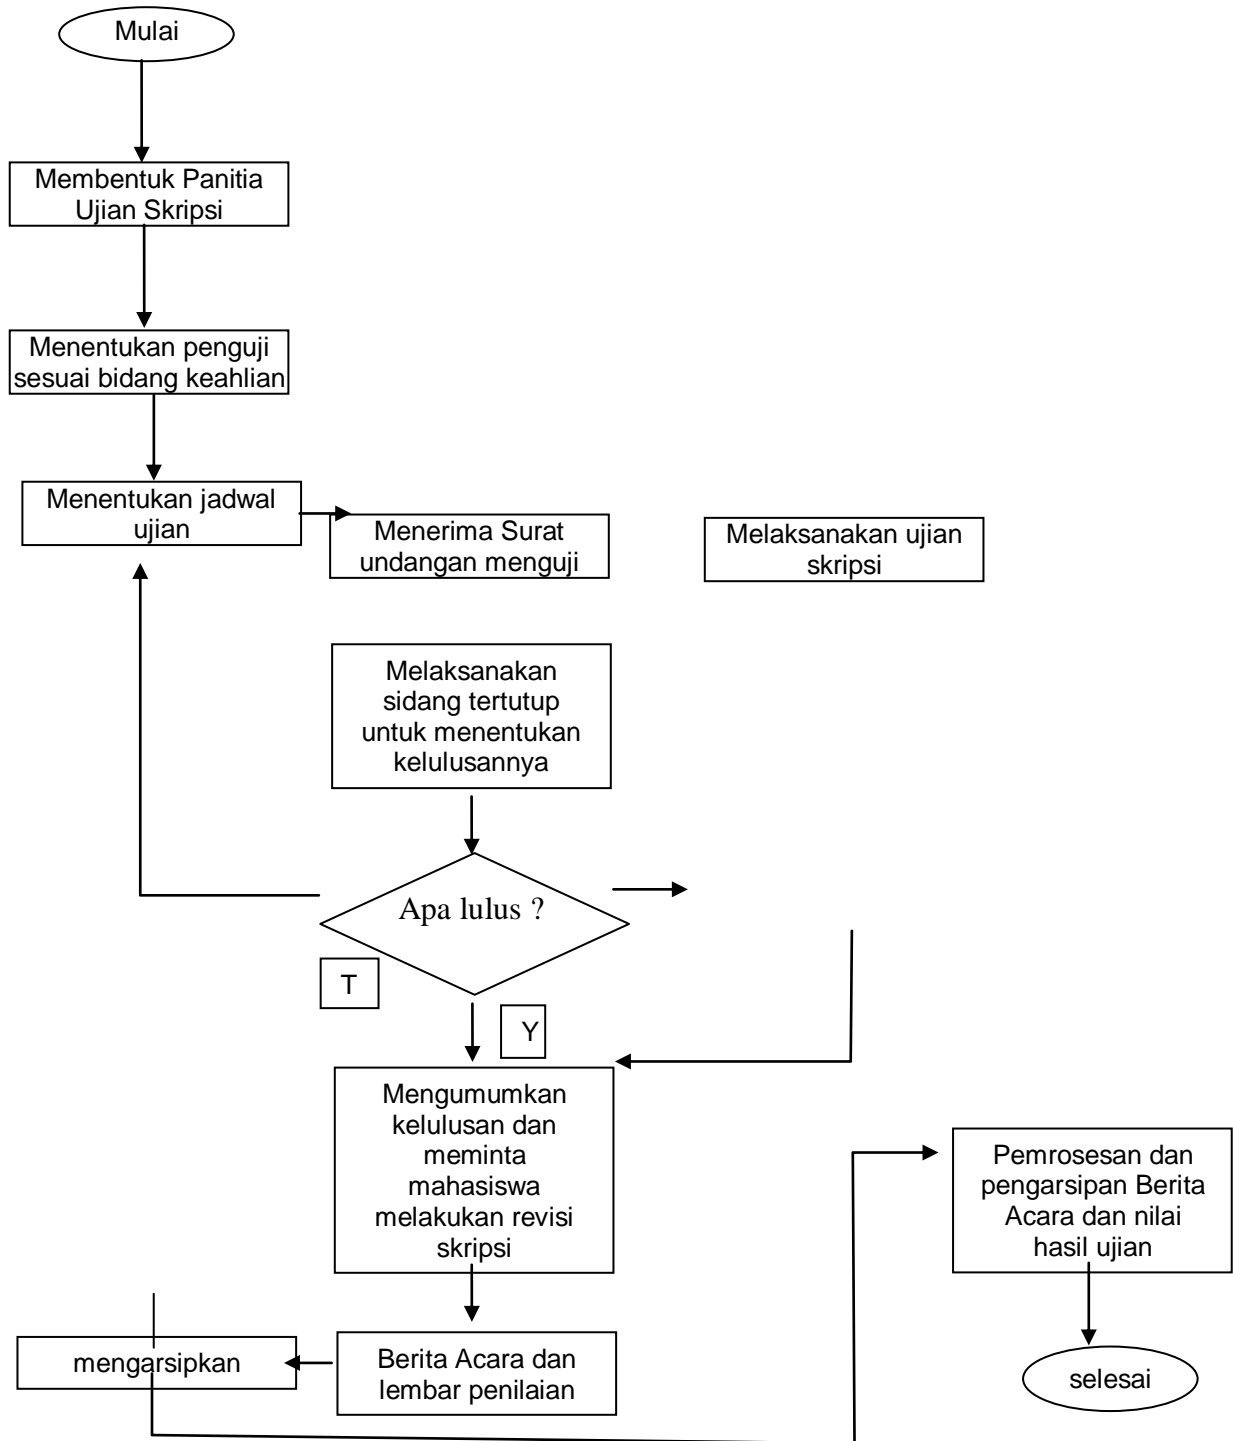 Mulai
Membentuk Panitia
Ujian Skripsi
Menentukan penguji
sesuai bidang keahlian
Menentukan jadwal
ujian
Menerima Surat
undangan menguji
Melaksanakan ujian
skripsi
Melaksanakan
sidang tertutup
untuk menentukan
kelulusannya
Apa lulus ?
T
Y
Mengumumkan
kelulusan dan
meminta
mahasiswa
melakukan revisi
skripsi
Pemrosesan dan
pengarsipan Berita
Acara dan nilai
hasil ujian
mengarsipkan
Berita Acara dan
lembar penilaian
selesai